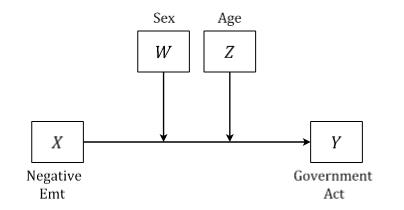 Sex Age
W Z
X Y
Negative Emt
Government Act